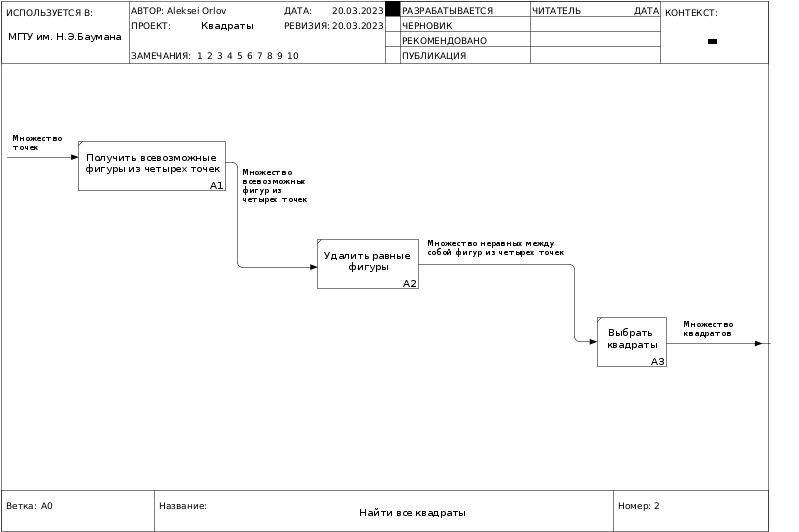 ИСПОЛЬЗУЕТСЯ В:
МГТУ им. Н.Э.Баумана
АВТОР: Aleksei Orlov
ДАТА: 20.03.2023
ПРОЕКТ: Квадраты
РЕВИЗИЯ: 20.03.2023
ЗАМЕЧАНИЯ: 1 2 3 4 5 6 7 8 9 10
РАЗРАБАТЫВАЕТСЯ
ЧЕРНОВИК
РЕКОМЕНДОВАНО
ПУБЛИКАЦИЯ
ЧИТАТЕЛЬ
ДАТА
КОНТЕКСТ:
Множество
точек
Получить всевозможные
фигуры из четырех точек
A1
Множество
всевозможных
фигур из
четырех точек
Удалить равные
фигуры
A2
Множество неравных между
собой фигур из четырех точек
Выбрать
квадраты
A3
Множество
квадратов
Ветка: A0
Название:
Найти все квадраты
Номер: 2